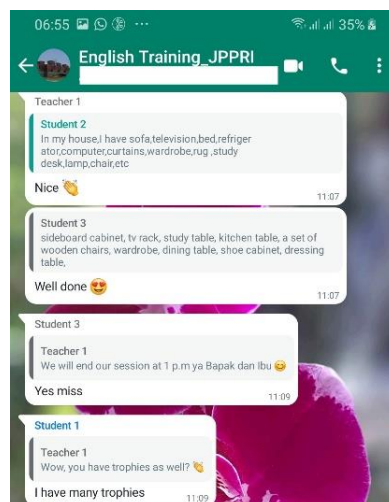 06:55 ... 35%
English Training_JPPRI
Teacher 1
Student 2
In my house,I have sofa,television,bed,refriger
ator,computer,curtains,wardrobe,rug ,study
desk,lamp,chair,etc
Nice 👏
11:07
Student 3
sideboard cabinet, tv rack, study table, kitchen table, a set of
wooden chairs, wardrobe, dining table, shoe cabinet, dressing
table,
Well done 😍
11:07
Student 3
Teacher 1
We will end our session at 1 p.m ya Bapak dan Ibu 😊
Yes miss
11:09
Student 1
Teacher 1
Wow, you have trophies as well? 👏
I have many trophies
11:09